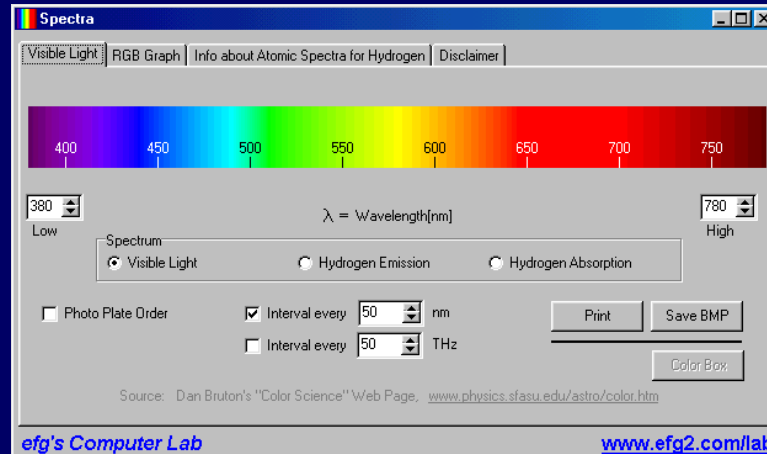 Spectra
Visible Light RGB Graph Info about Atomic Spectra for Hydrogen Disclaimer
400 450 500 550 600 650 700 750
380 780
λ = Wavelength[nm]
Low High
Spectrum
Visible Light Hydrogen Emission Hydrogen Absorption
Photo Plate Order Interval every 50 nm Print Save BMP
Interval every 50 THz
Color Box
Source: Dan Bruton's "Color Science" Web Page, www.physics.sfasu.edu/astro/color.htm
efg's Computer Lab www.efg2.com/lab